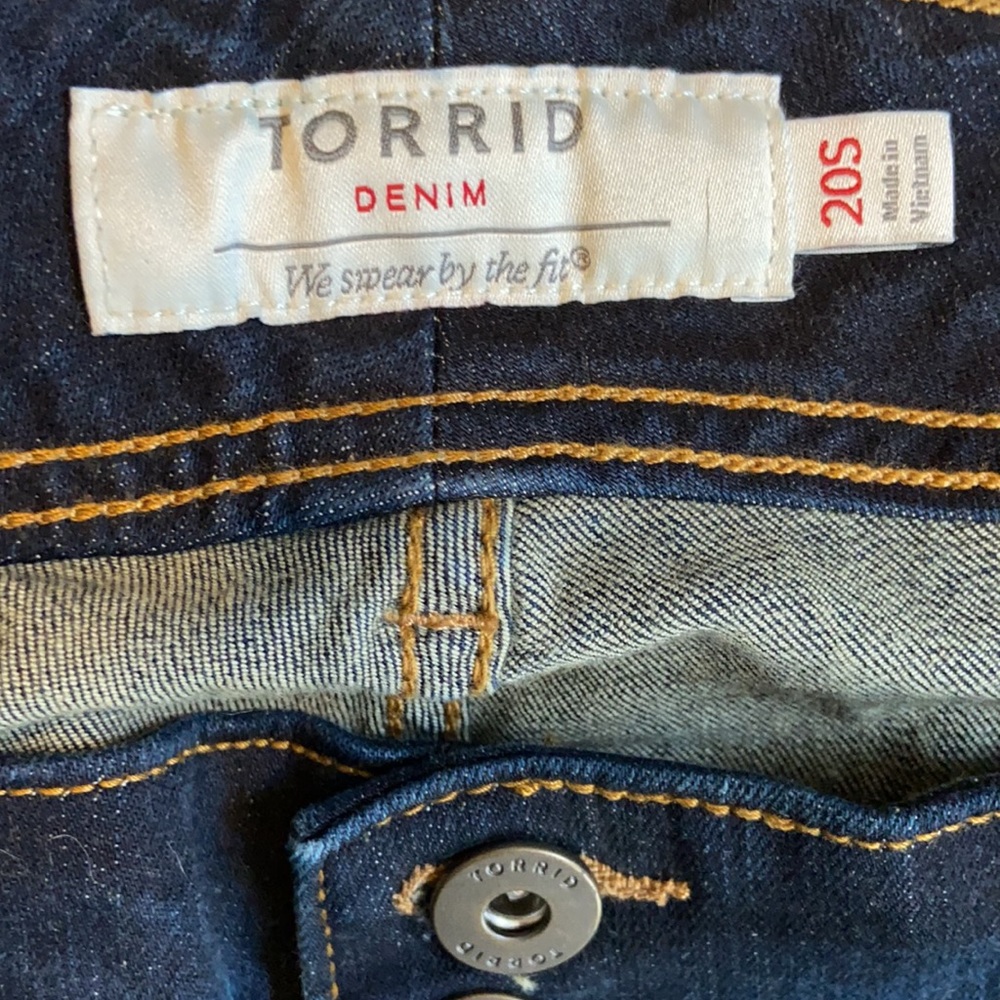 TORRID
DENIM
We swear by the fit®
20S
Made in
Vietnam
TORRID
TORRID